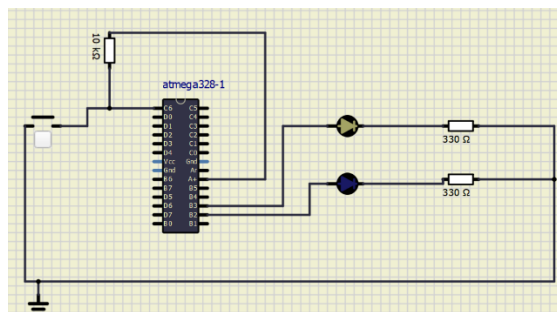 10 kΩ
atmega328-1
C6 C5
D0 C4
D1 C3
D2 C2
D3 C1
D4 C0
Vcc Gnd
Gnd Ar
B6 A+
B7 B5
D5 B4
D6 B3
D7 B2
B0 B1
330 Ω
330 Ω